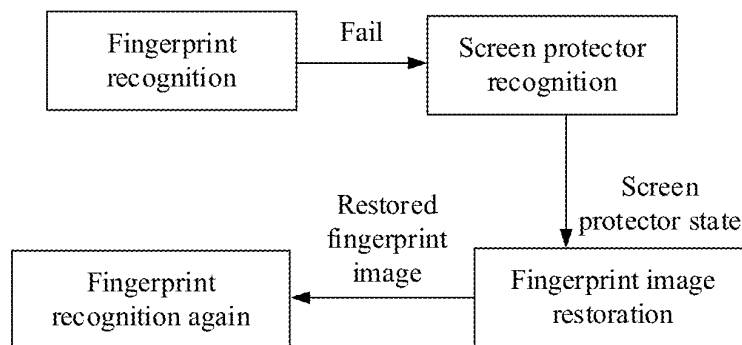 Fingerprint
recognition
Fail
Screen protector
recognition
Screen
protector state
Fingerprint image
restoration
Restored
fingerprint
image
Fingerprint
recognition again